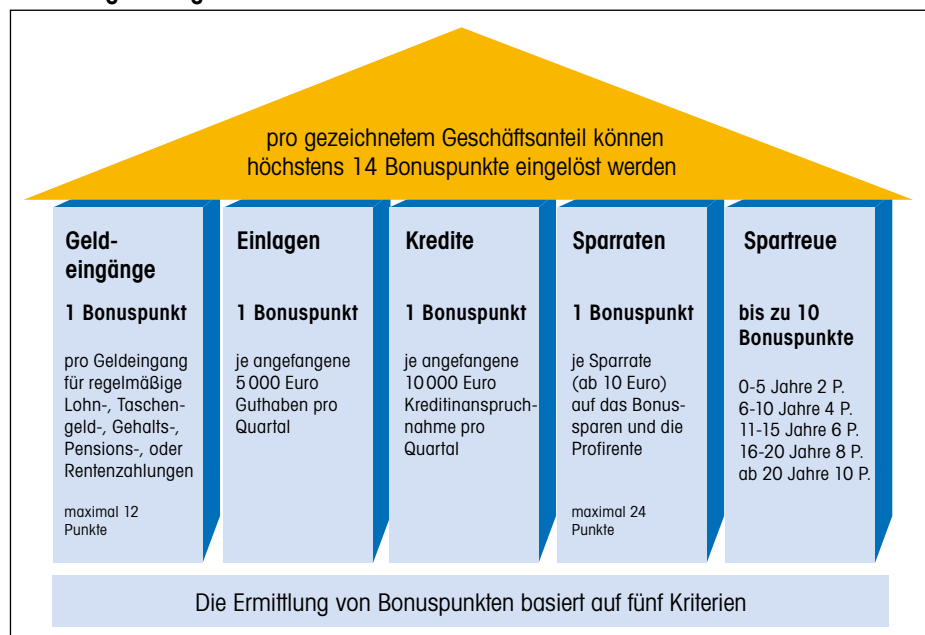 pro gezeichnetem Geschäftsanteil können
höchstens 14 Bonuspunkte eingelöst werden
Geld-
eingänge
1 Bonuspunkt
pro Geldeingang
für regelmäßige
Lohn-, Taschen-
geld-, Gehalts-,
Pensions-, oder
Rentenzahlungen
maximal 12
Punkte
Einlagen
1 Bonuspunkt
je angefangene
5 000 Euro
Guthaben pro
Quartal
Kredite
1 Bonuspunkt
je angefangene
10 000 Euro
Kreditinanspruch-
nahme pro
Quartal
Sparraten
1 Bonuspunkt
je Sparrate
(ab 10 Euro)
auf das Bonus-
sparen und die
Profirente
maximal 24
Punkte
Spartreue
bis zu 10
Bonuspunkte
0-5 Jahre 2 P.
6-10 Jahre 4 P.
11-15 Jahre 6 P.
16-20 Jahre 8 P.
ab 20 Jahre 10 P.
Die Ermittlung von Bonuspunkten basiert auf fünf Kriterien